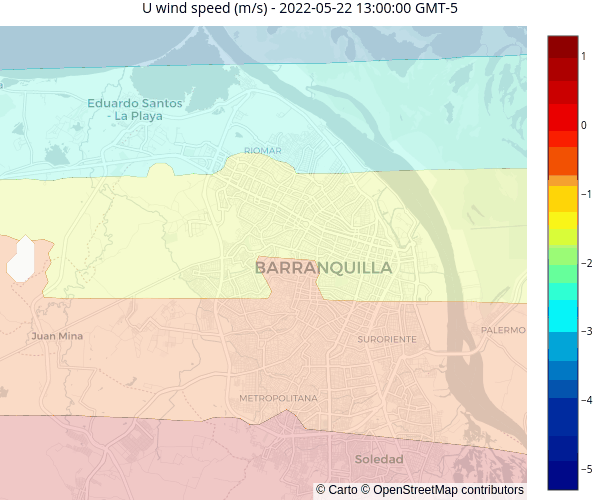 U wind speed (m/s) - 2022-05-22 13:00:00 GMT-5
Eduardo Santos
- La Playa
RIOMAR
BARRANQUILLA
Juan Mina
SURORIENTE
PALERMO
METROPOLITANA
Soledad
© Carto © OpenStreetMap contributors
1
0
−1
−2
−3
−4
−5